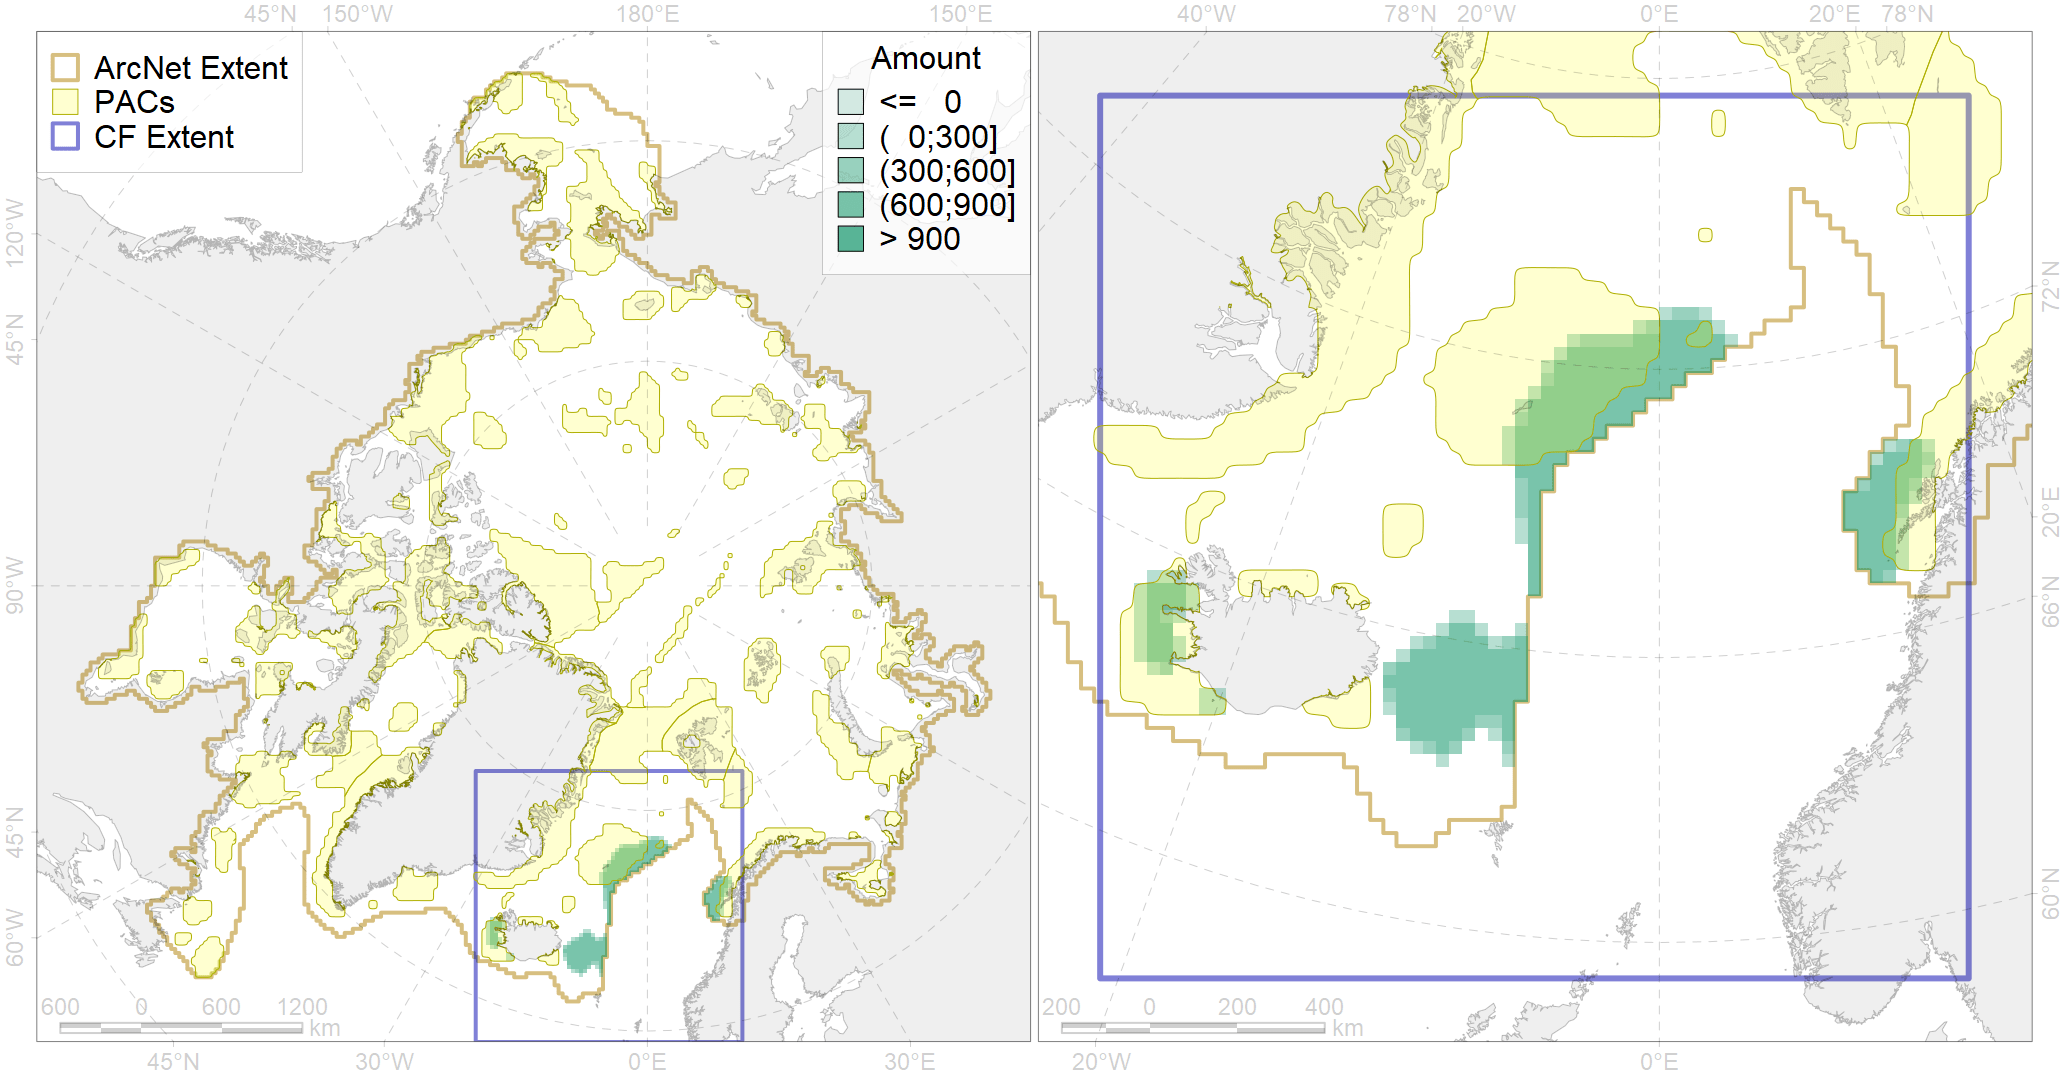 45°N 150°W 180°E 150°E 40°W 78°N 20°W 0°E 20°E 78°N
ArcNet Extent
PACs
CF Extent
Amount
<= 0
( 0;300]
(300;600]
(600;900]
> 900
120°W
45°N
90°W
45°N
60°W
72°N
20°E
66°N
60°N
600 0 600 1200
km
200 0 200 400
km
45°N 30°W 0°E 30°E 20°W 0°E